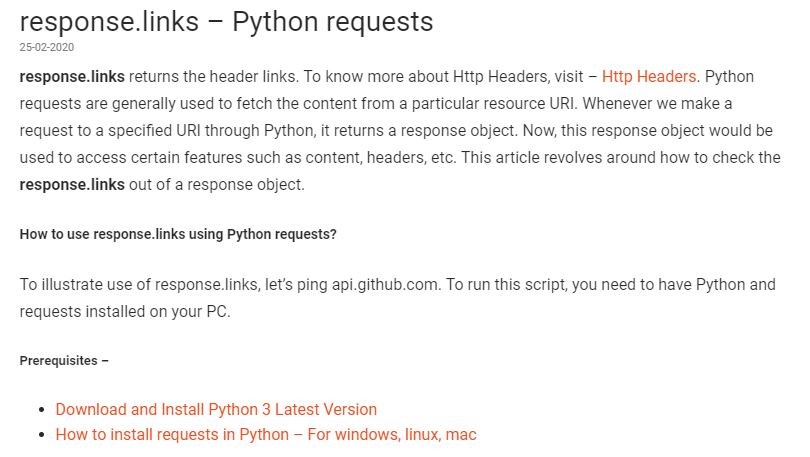 response.links – Python requests
25-02-2020
response.links returns the header links. To know more about Http Headers, visit – Http Headers. Python
requests are generally used to fetch the content from a particular resource URI. Whenever we make a
request to a specified URI through Python, it returns a response object. Now, this response object would be
used to access certain features such as content, headers, etc. This article revolves around how to check the
response.links out of a response object.
How to use response.links using Python requests?
To illustrate use of response.links, let’s ping api.github.com. To run this script, you need to have Python and
requests installed on your PC.
Prerequisites –
• Download and Install Python 3 Latest Version
• How to install requests in Python – For windows, linux, mac